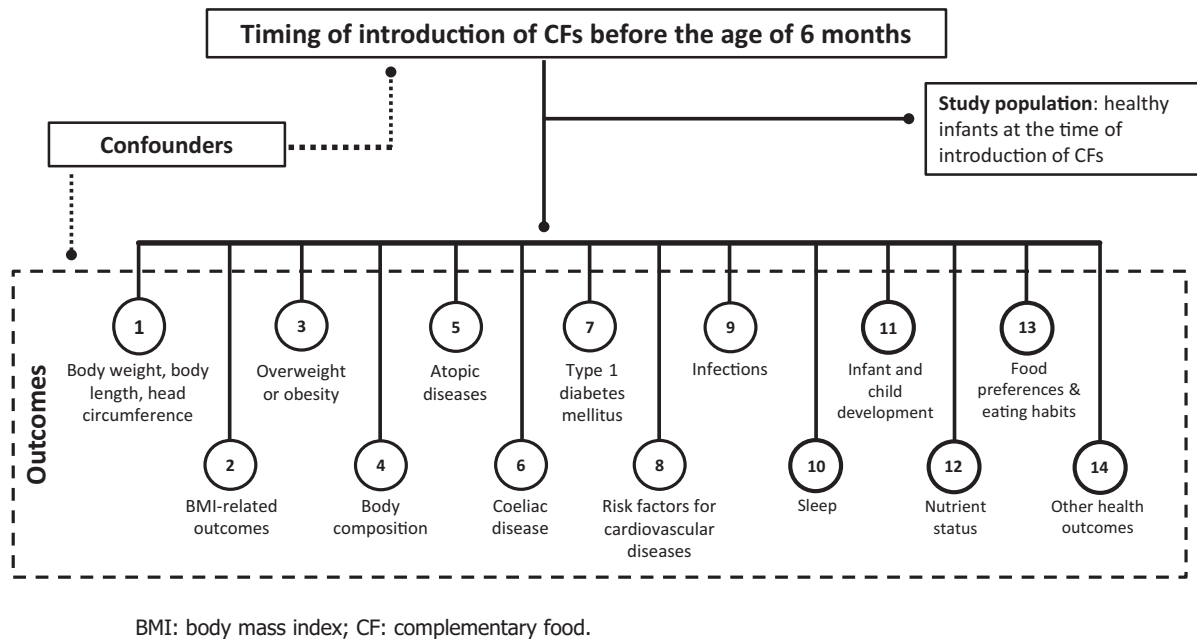 Timing of introduction of CFs before the age of 6 months
Study population: healthy
infants at the time of
introduction of CFs
Confounders
Outcomes
1
Body weight, body
length, head
circumference
2
BMI-related
outcomes
3
Overweight
or obesity
4
Body
composition
5
Atopic
diseases
6
Coeliac
disease
7
Type 1
diabetes
mellitus
8
Risk factors for
cardiovascular
diseases
9
Infections
10
Sleep
11
Infant and
child
development
12
Nutrient
status
13
Food
preferences &
eating habits
14
Other health
outcomes
BMI: body mass index; CF: complementary food.